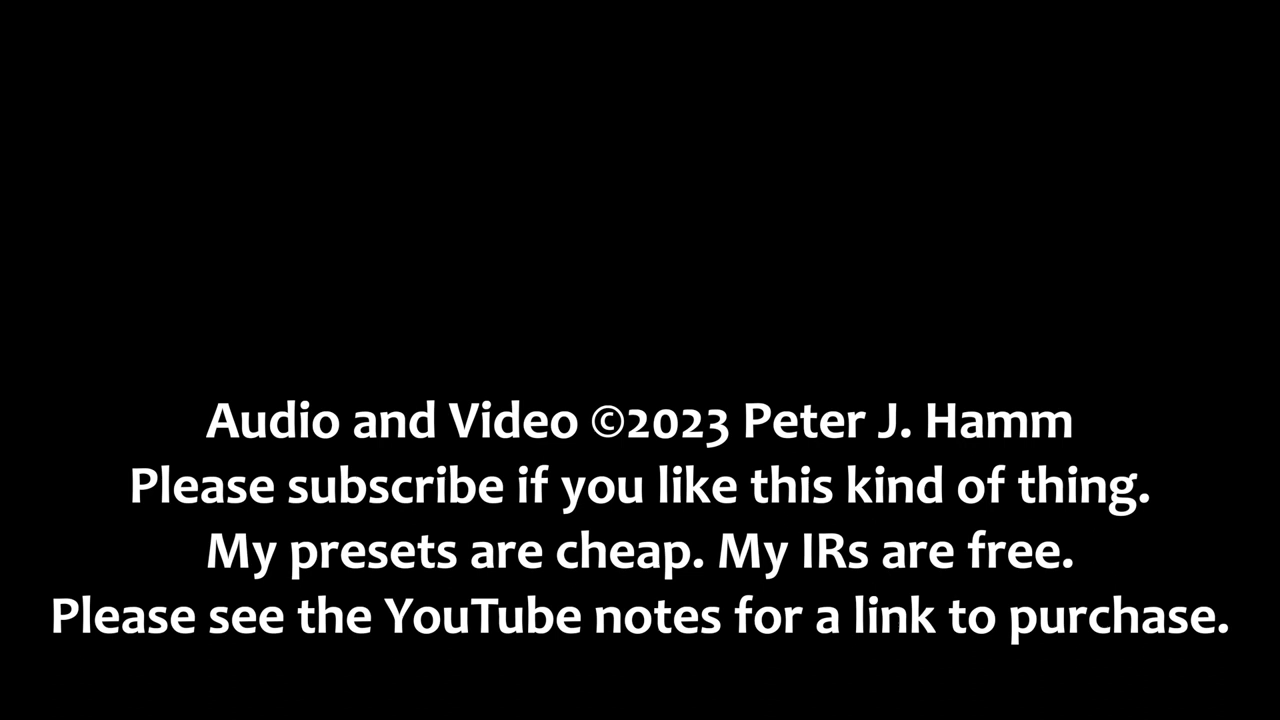 Audio and Video ©2023 Peter J. Hamm
Please subscribe if you like this kind of thing.
My presets are cheap. My IRs are free.
Please see the YouTube notes for a link to purchase.